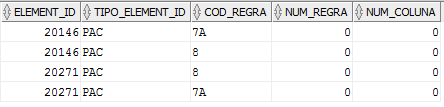 ELEMENT_ID TIPO_ELEMENT_ID COD_REGRA NUM_REGRA NUM_COLUNA
20146 PAC 7A 0 0
20146 PAC 8 0 0
20271 PAC 8 0 0
20271 PAC 7A 0 0